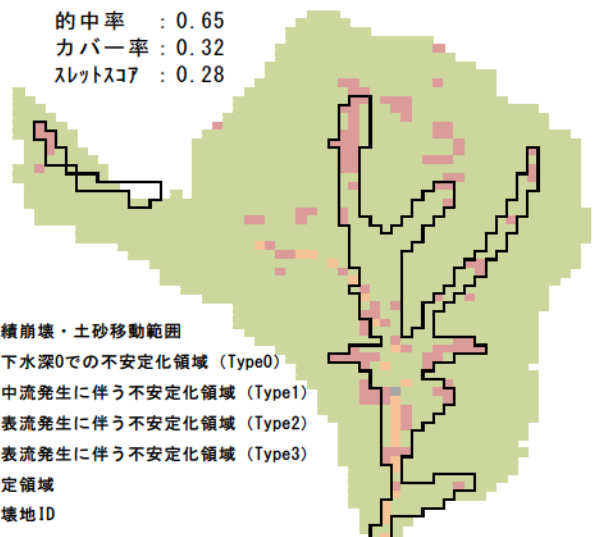 的中率 : 0.65
カバー率 : 0.32
スレットスコア : 0.28
績崩壊・土砂移動範囲
下水深0での不安定化領域 (Type0)
中流発生に伴う不安定化領域 (Type1)
表流発生に伴う不安定化領域 (Type2)
表流発生に伴う不安定化領域 (Type3)
定領域
壊地ID